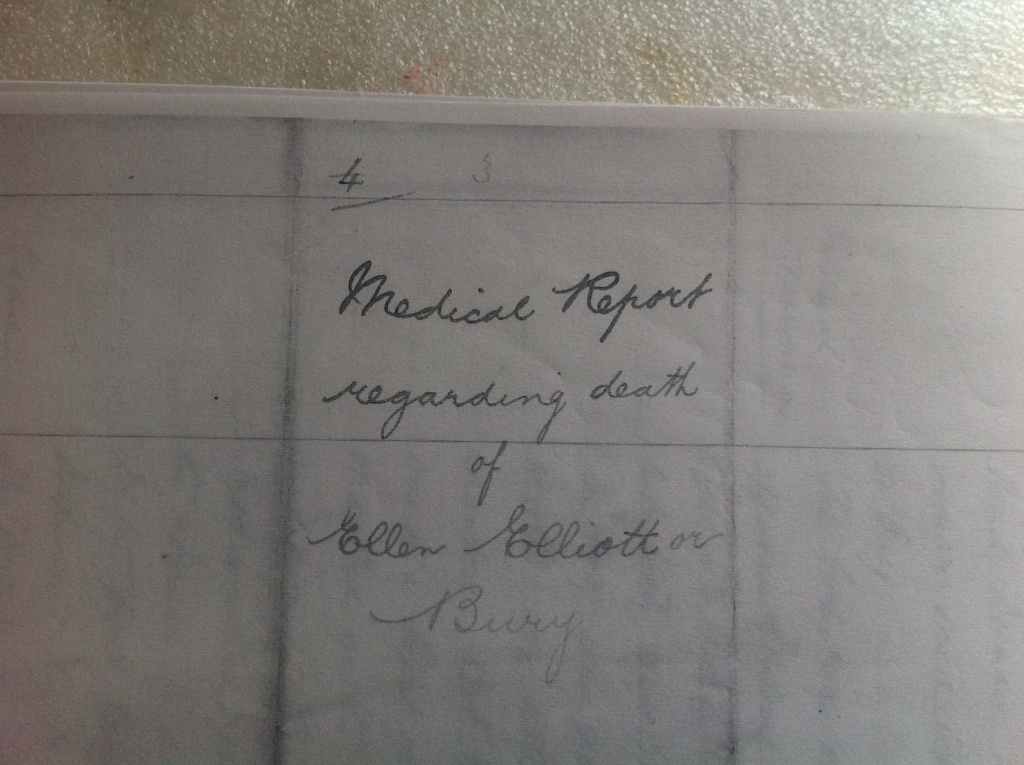 4 3
Medical Report
regarding death
of
Ellen Elliott or
Bury